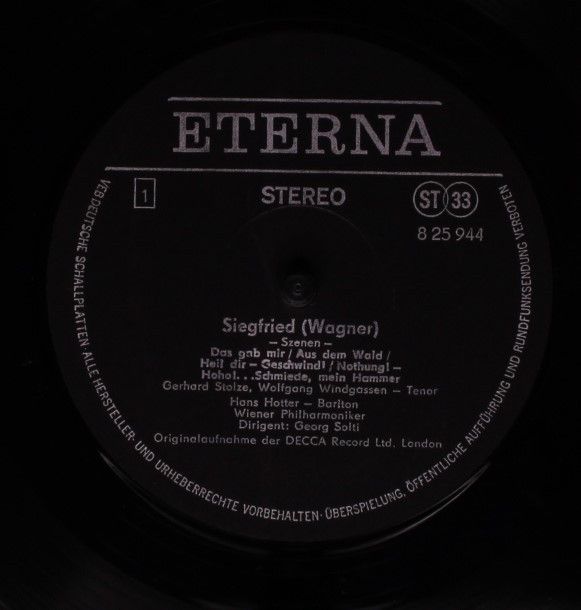 ETERNA
1 STEREO ST 33
8 25 944
Siegfried (Wagner)
– Szenen –
Das gab mir / Aus dem Wald /
Heil dir – Geschwind! / Nothung! –
Hoho!...Schmiede, mein Hammer
Gerhard Stolze, Wolfgang Windgassen – Tenor
Hans Hotter – Bariton
Wiener Philharmoniker
Dirigent: Georg Solti
Originalaufnahme der DECCA Record Ltd. London
VEB DEUTSCHE SCHALLPLATTEN · ALLE HERSTELLER- UND URHEBERRECHTE VORBEHALTEN · ÜBERSPIELUNG, ÖFFENTLICHE AUFFÜHRUNG UND RUNDFUNKSENDUNG VERBOTEN